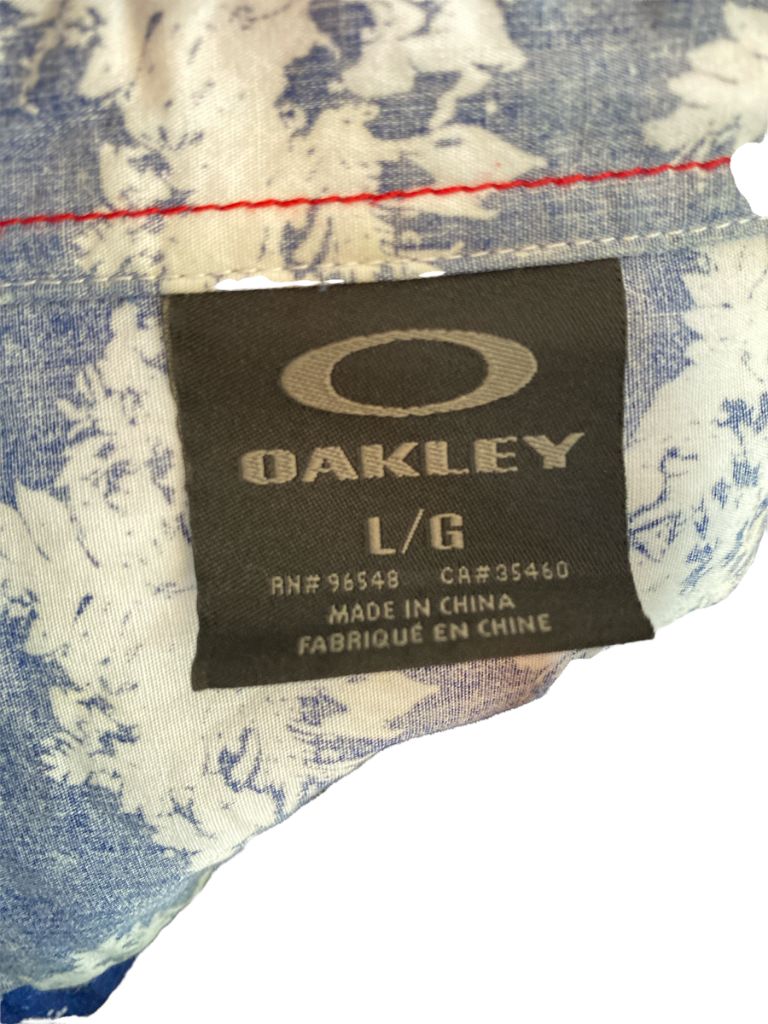 OAKLEY
L/G
RN# 96548 CA# 35460
MADE IN CHINA
FABRIQUÉ EN CHINE